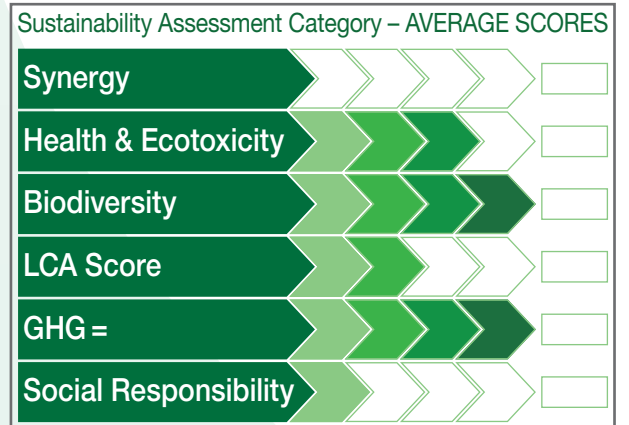 Sustainability Assessment Category – AVERAGE SCORES
Synergy
Health & Ecotoxicity
Biodiversity
LCA Score
GHG =
Social Responsibility